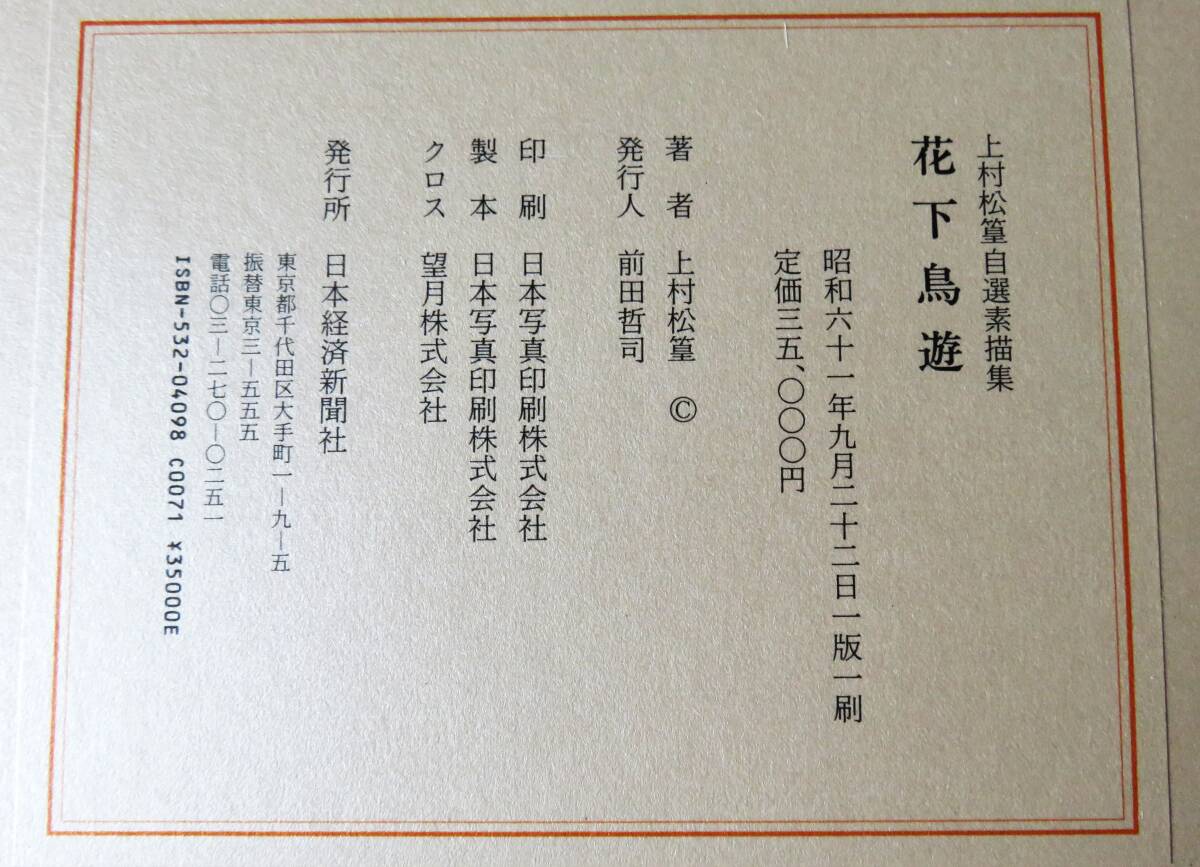 上村松篁自選素描集
花下鳥遊
昭和六十一年九月二十二日一版一刷
定価三五、〇〇〇円
著者 上村松篁 ©
発行人 前田哲司
印刷 日本写真印刷株式会社
製本 日本写真印刷株式会社
クロス 望月株式会社
発行所 日本経済新聞社
東京都千代田区大手町一ー九ー五
振替東京三ー五五五
電話〇三ー二七〇ー〇二五一
ISBN-532-04098 C0071 ¥35000E